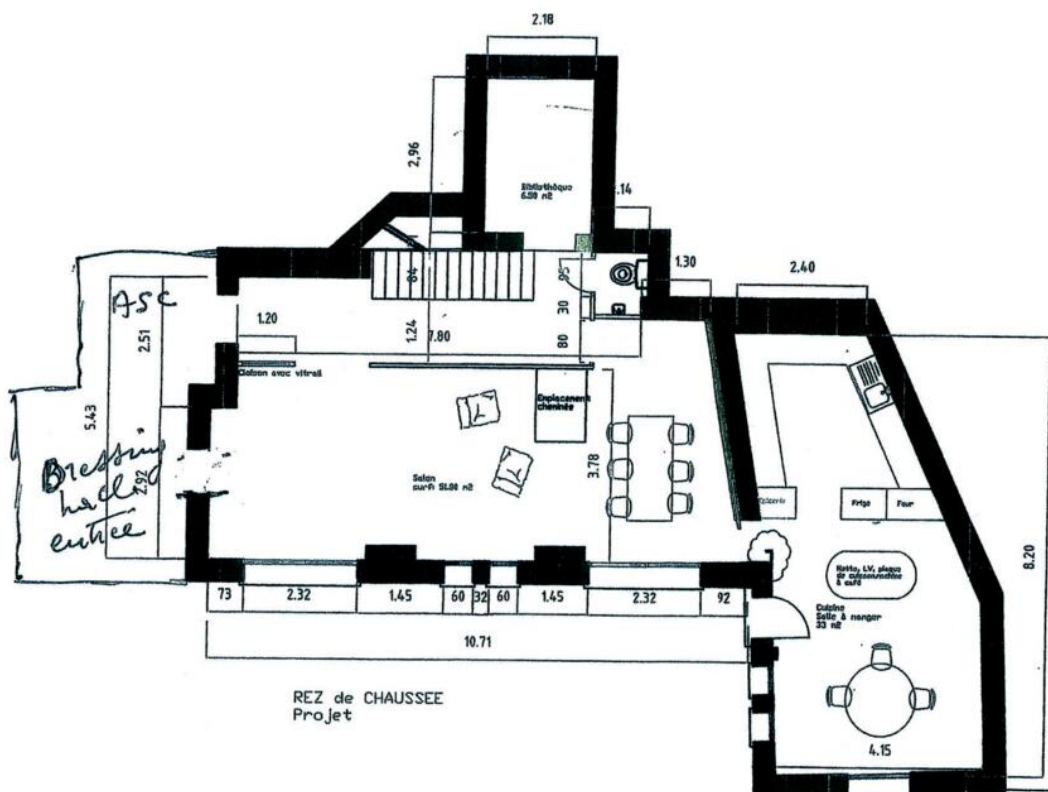 2.18
2,96
Bibliothèque
6.50 m2
.14
1.30
2.40
ASC
2.51
84
95
1.20
1.24
7.80
30
80
Cloison avec vitrail
Emplacement
cheminée
5.43
2.92
entrée
Salon
surf: 51.00 m2
3.78
Frigo
Four
8.20
Cuisine
Salle à manger
33 m2
73
2.32
1.45
60
32
60
1.45
2.32
92
10.71
REZ de CHAUSSEE
Projet
4.15